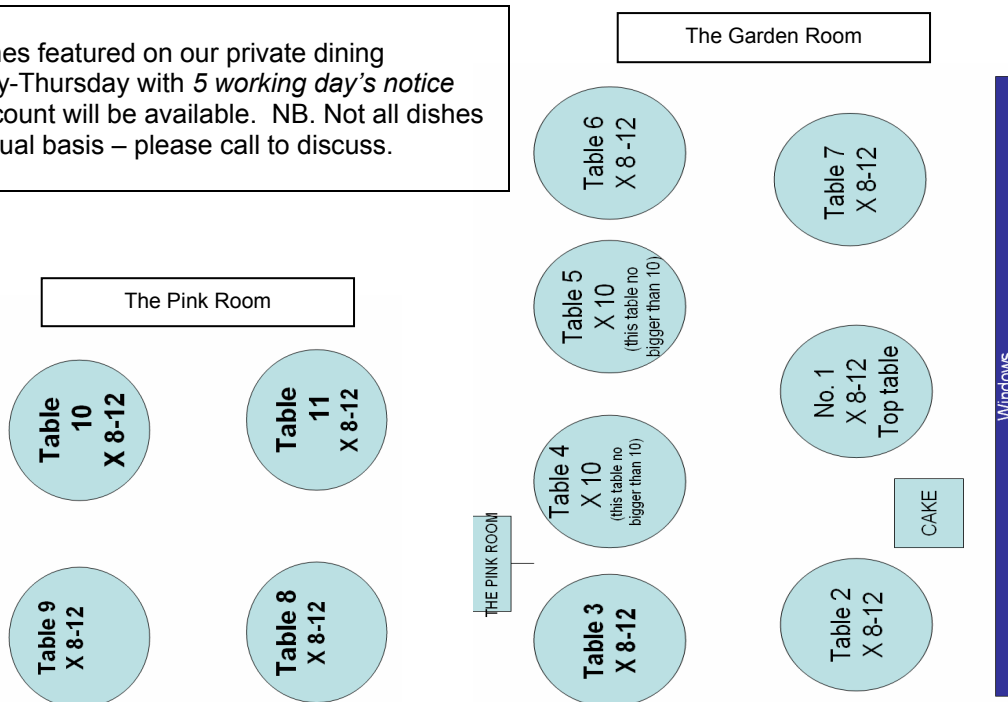 nes featured on our private dining
y-Thursday with 5 working day's notice
count will be available. NB. Not all dishes
ual basis – please call to discuss.
The Garden Room
Table 6
X 8 -12
Table 7
X 8-12
Table 5
X 10
(this table no
bigger than 10)
No. 1
X 8-12
Top table
Table 4
X 10
(this table no
bigger than 10)
CAKE
THE PINK ROOM
Table 3
X 8-12
Table 2
X 8-12
Windows
The Pink Room
Table
10
X 8-12
Table
11
X 8-12
Table 9
X 8-12
Table 8
X 8-12